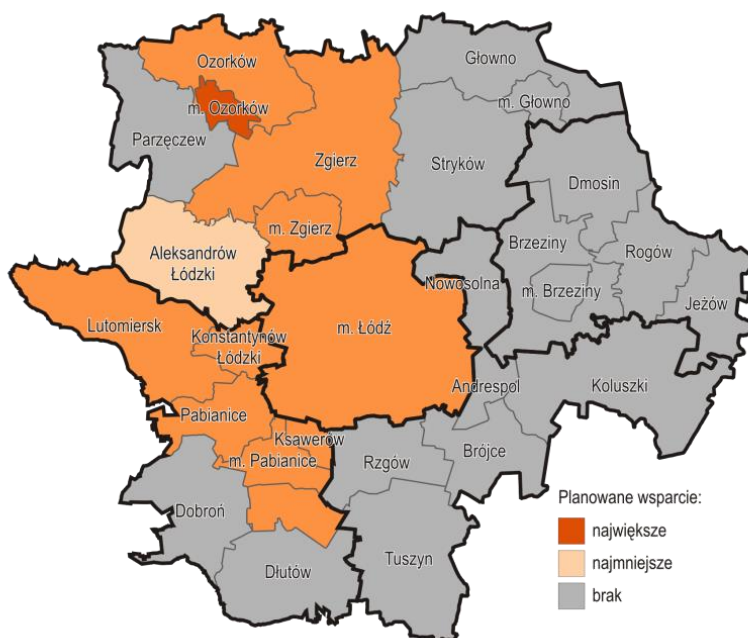 Ozorków
m. Ozorków
Parzęczew
Zgierz
Głowno
m. Głowno
Stryków
Dmosin
m. Zgierz
Aleksandrów
Łódzki
Brzeziny
Rogów
m. Brzeziny
Jeżów
Nowosolna
Lutomiersk
Konstantynów
Łódzki
m. Łódź
Andrespol
Koluszki
Pabianice
Ksawerów
m. Pabianice
Rzgów
Brójce
Dobroń
Dłutów
Tuszyn
Planowane wsparcie:
największe
najmniejsze
brak